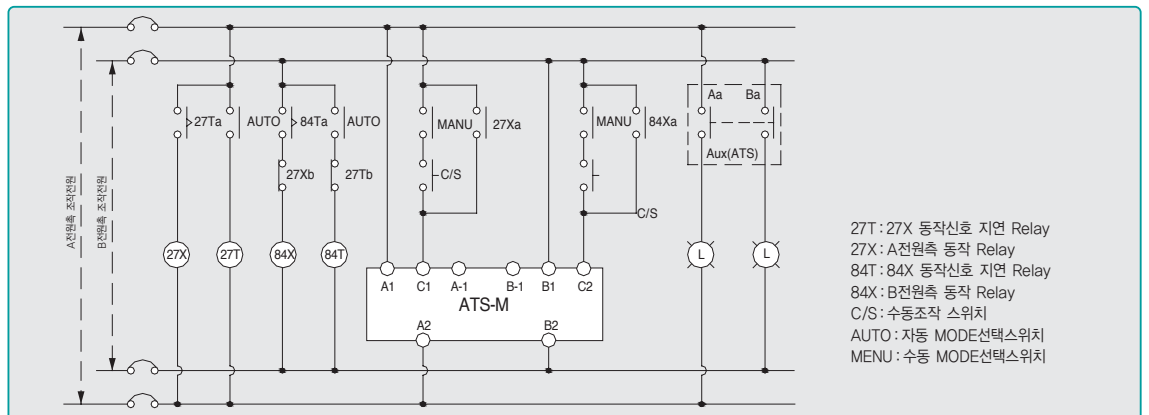 A전원측 조작전원
B전원측 조작전원
27Ta
AUTO
84Ta
AUTO
27Xb
27Tb
MANU
27Xa
C/S
MANU
84Xa
C/S
Aa
Ba
Aux(ATS)
27X
27T
84X
84T
L
L
A1
C1
A-1
B-1
B1
C2
ATS-M
A2
B2
27T : 27X 동작신호 지연 Relay
27X : A전원측 동작 Relay
84T : 84X 동작신호 지연 Relay
84X : B전원측 동작 Relay
C/S : 수동조작 스위치
AUTO : 자동 MODE선택스위치
MENU : 수동 MODE선택스위치